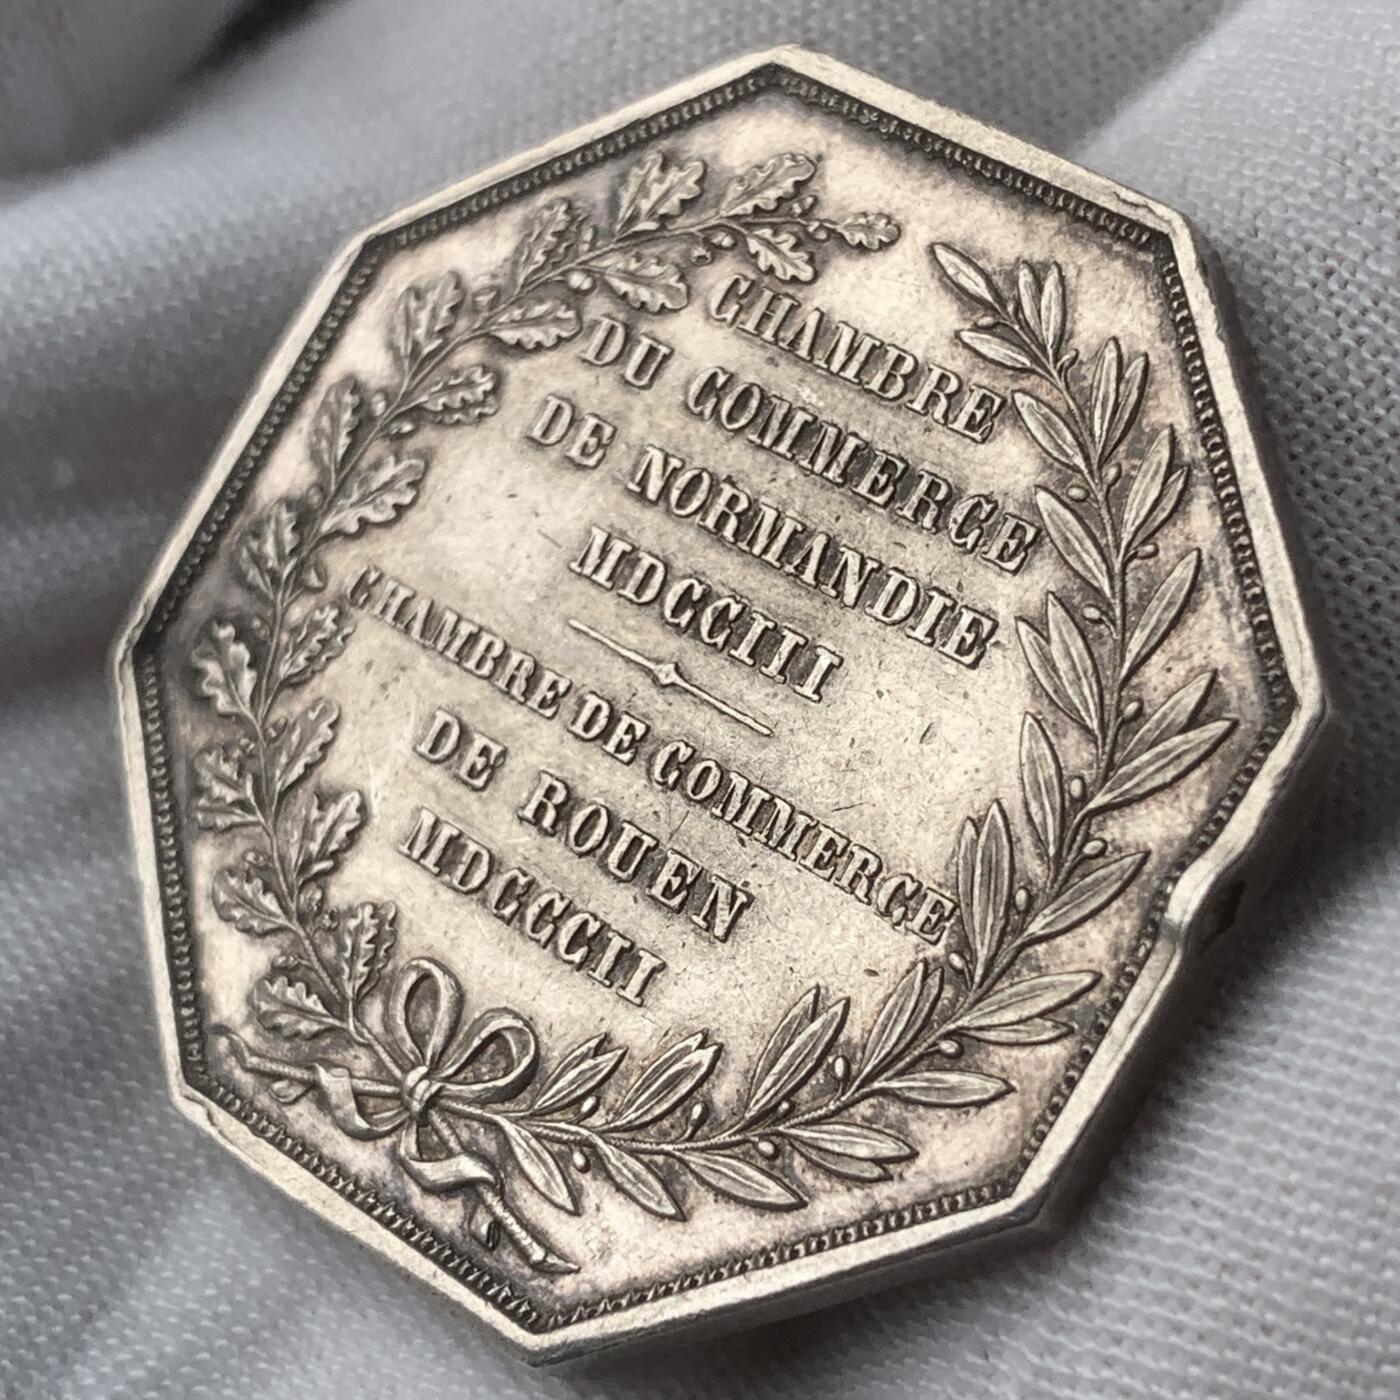 CHAMBRE
DU COMMERCE
DE NORMANDIE
MDCCIII
CHAMBRE DE COMMERCE
DE ROUEN
MDCCCII